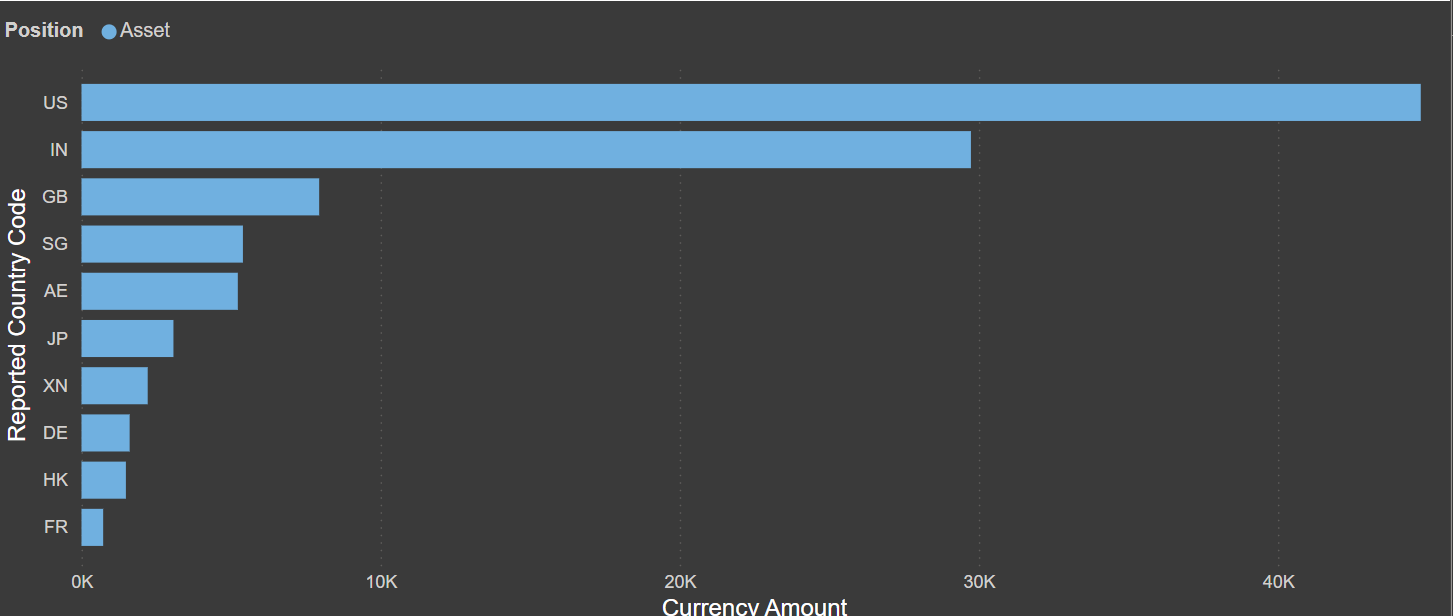 Position Asset
Reported Country Code
US
IN
GB
SG
AE
JP
XN
DE
HK
FR
0K 10K 20K 30K 40K
Currency Amount